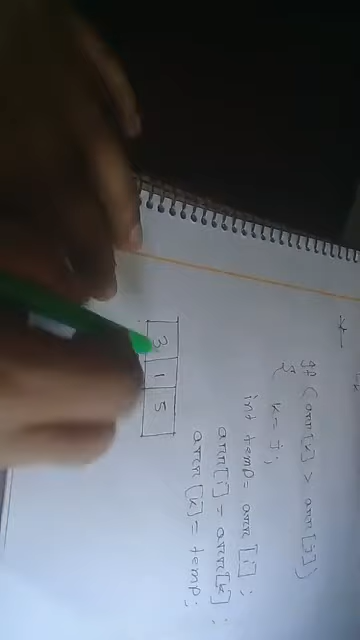 if (arr[k] > arr[j])
{ k = j;
int temp = arr[i];
arr[i] = arr[k];
arr[k] = temp;
3 1 5